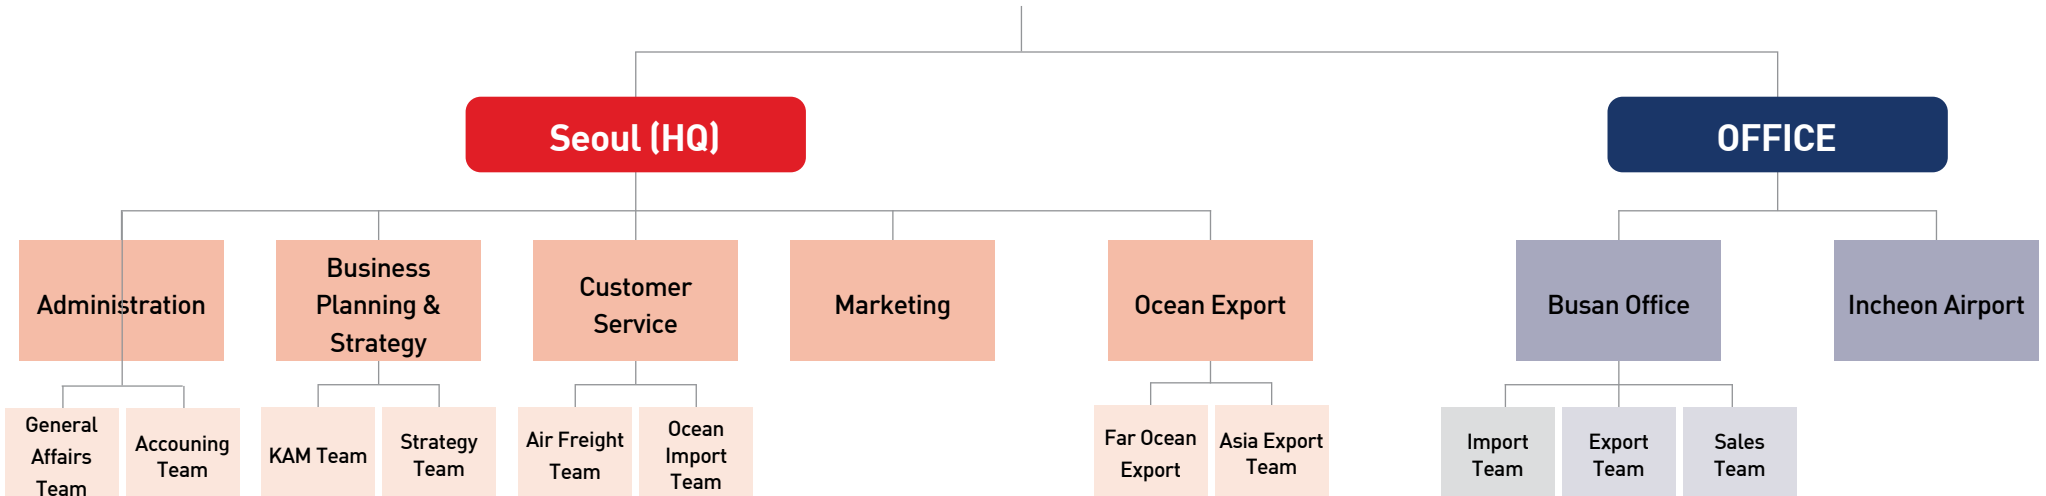 Seoul (HQ)
OFFICE
Administration
Business
Planning &
Strategy
Customer
Service
Marketing
Ocean Export
Busan Office
Incheon Airport
General
Affairs
Team
Accouning
Team
KAM Team
Strategy
Team
Air Freight
Team
Ocean
Import
Team
Far Ocean
Export
Asia Export
Team
Import
Team
Export
Team
Sales
Team